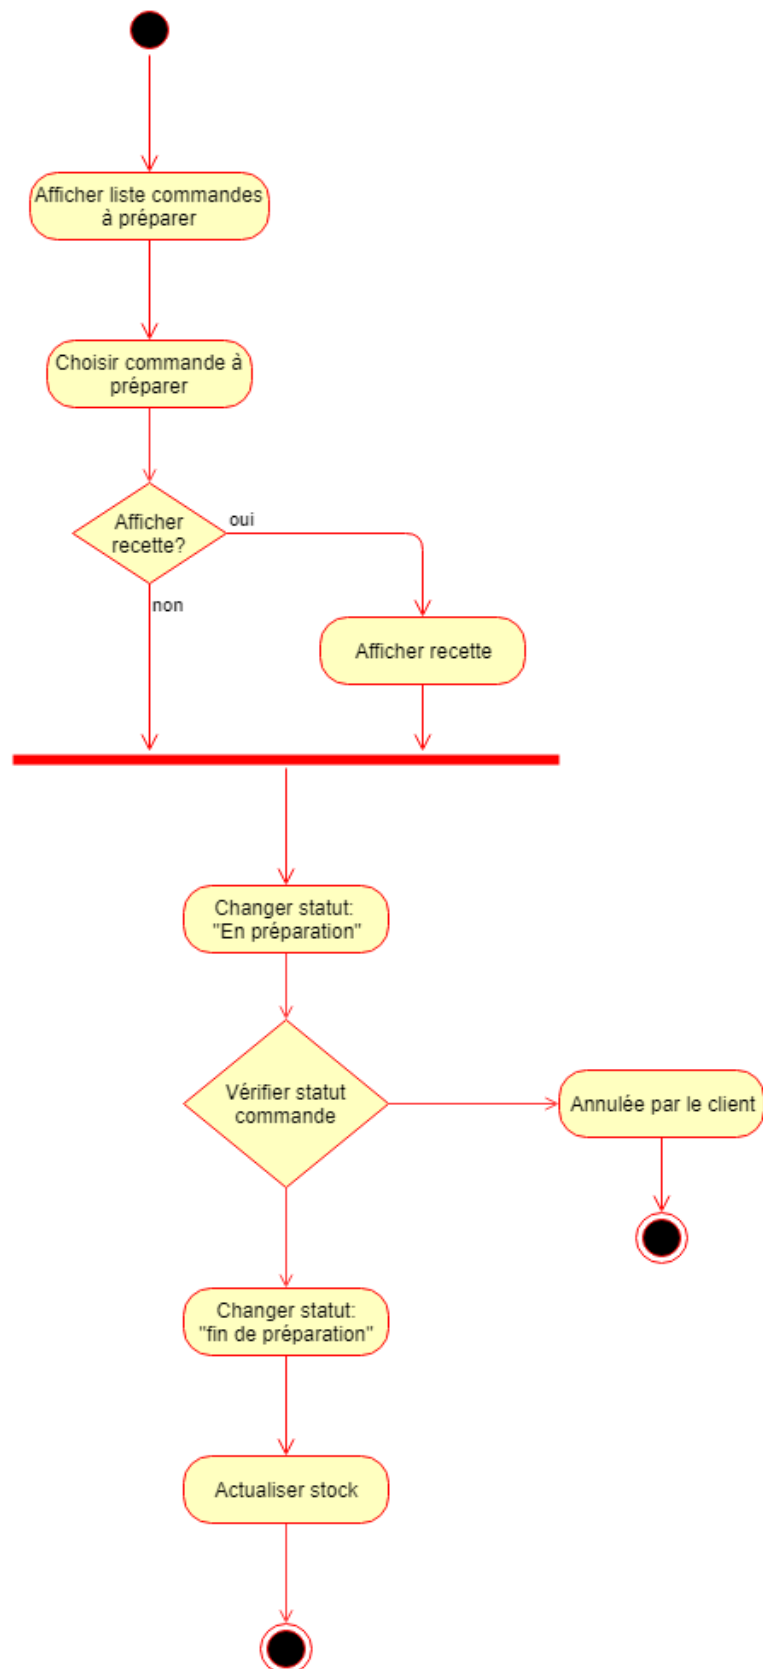 Afficher liste commandes
à préparer
Choisir commande à
préparer
Afficher
recette?
oui
non
Afficher recette
Changer statut:
"En préparation"
Vérifier statut
commande
Annulée par le client
Changer statut:
"fin de préparation"
Actualiser stock